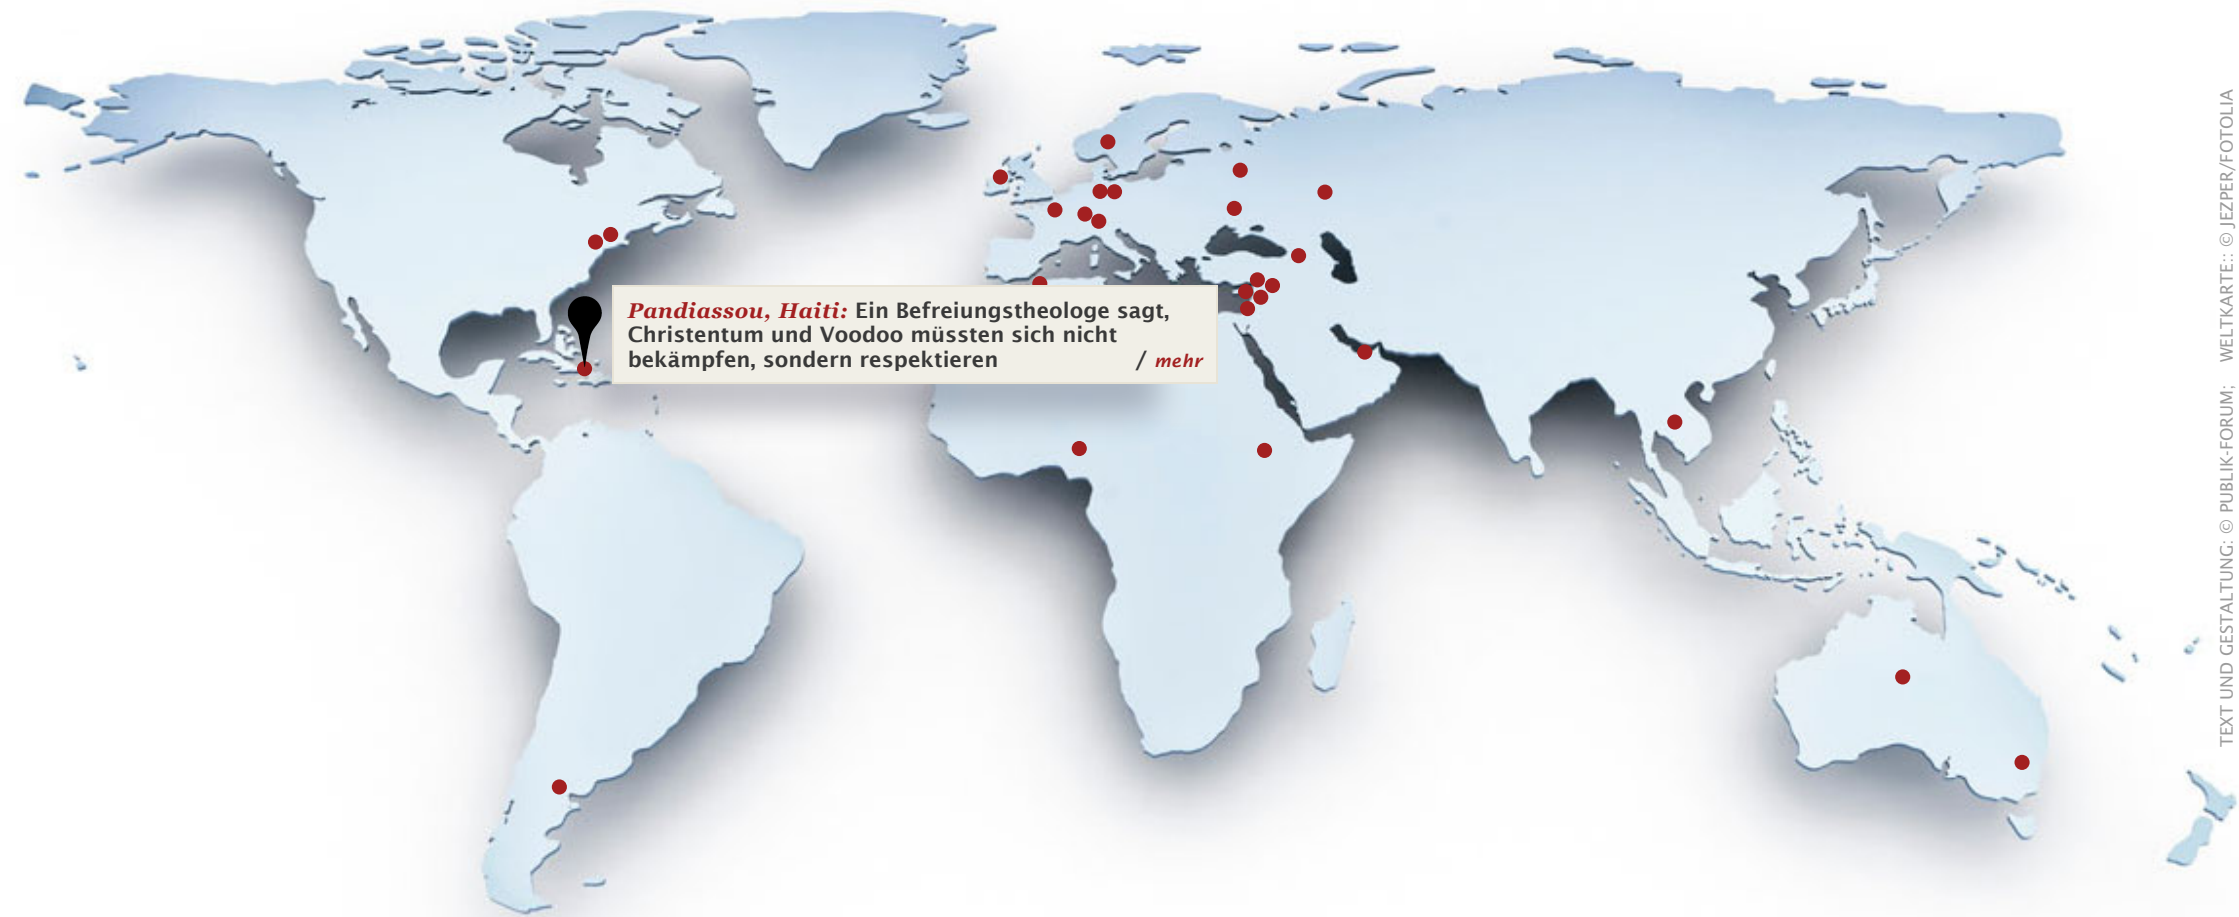 Pandiassou, Haiti: Ein Befreiungstheologe sagt,
Christentum und Voodoo müssten sich nicht
bekämpfen, sondern respektieren / mehr
TEXT UND GESTALTUNG: © PUBLIK-FORUM; WELTKARTE:: © JEZPER/FOTOLIA